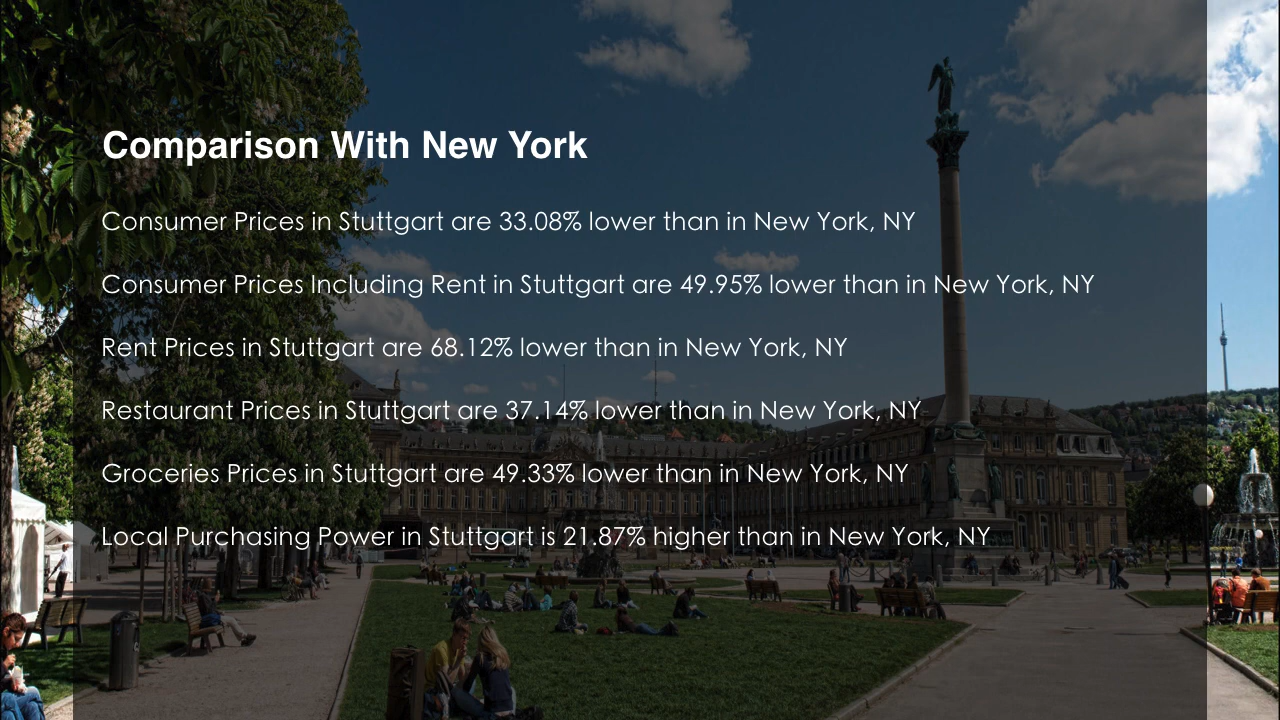 Comparison With New York
Consumer Prices in Stuttgart are 33.08% lower than in New York, NY
Consumer Prices Including Rent in Stuttgart are 49.95% lower than in New York, NY
Rent Prices in Stuttgart are 68.12% lower than in New York, NY
Restaurant Prices in Stuttgart are 37.14% lower than in New York, NY
Groceries Prices in Stuttgart are 49.33% lower than in New York, NY
Local Purchasing Power in Stuttgart is 21.87% higher than in New York, NY